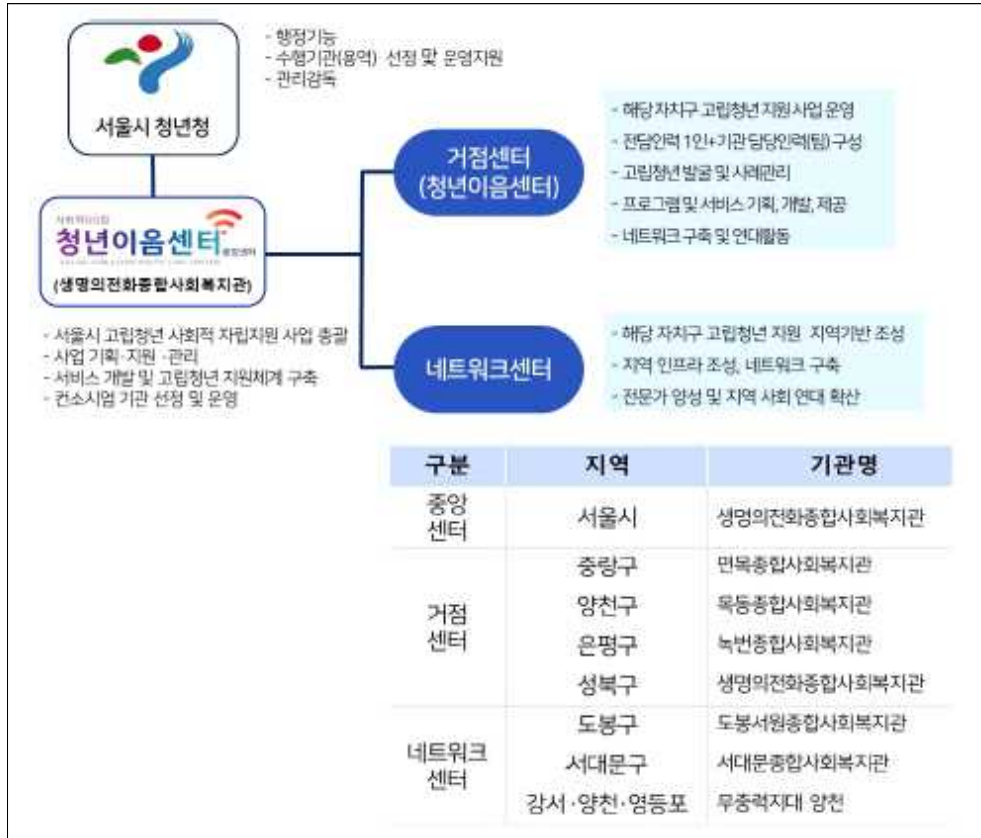 - 행정기능
- 수행기관(용역) 선정 맟 운영지원
- 관리감독
서울시 청년청
청년이음센터
중앙센터
(생명의전화종합사회복지관)
- 서울시 고립청년 사회적 자립지원 사업 총괄
- 사업 기획·지원·관리
- 서비스 개발 및 고립청년 지원체계 구축
- 컨소시엄 기관 선정 및 운영
거점센터
(청년이음센터)
- 해당 자치구 고립청년 지원사업 운영
- 전담인력 1인+기관 담당인력(팀) 구성
- 고립청년 발굴 및 사례관리
- 프로그램 및 서비스 기획, 개발, 제공
- 네트워크 구축 및 연대활동
네트워크센터
- 해당 자치구 고립청년 지원 지역기반 조성
- 지역 인프라 조성, 네트워크 구축
- 전문가 양성 및 지역 사회 연대 확산
구분 지역 기관명
중앙
센터 서울시 생명의전화종합사회복지관
거점
센터
중랑구 면목종합사회복지관
양천구 목동종합사회복지관
은평구 녹번종합사회복지관
성북구 생명의전화종합사회복지관
네트워크
센터
도봉구 도봉서원종합사회복지관
서대문구 서대문종합사회복지관
강서·양천·영등포 무중력지대 양천